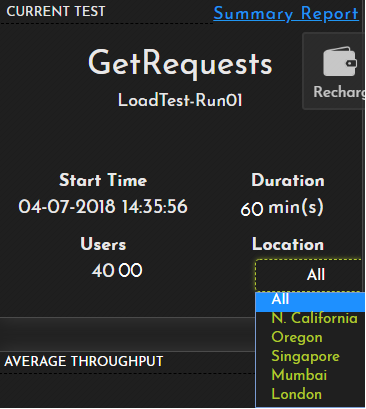 CURRENT TEST
Summary Report
GetRequests
LoadTest-Run01
Start Time
Duration
04-07-2018 14:35:56
60 min(s)
Users
Location
40 00
All
All
N. California
Oregon
Singapore
Mumbai
London
AVERAGE THROUGHPUT
Recharg